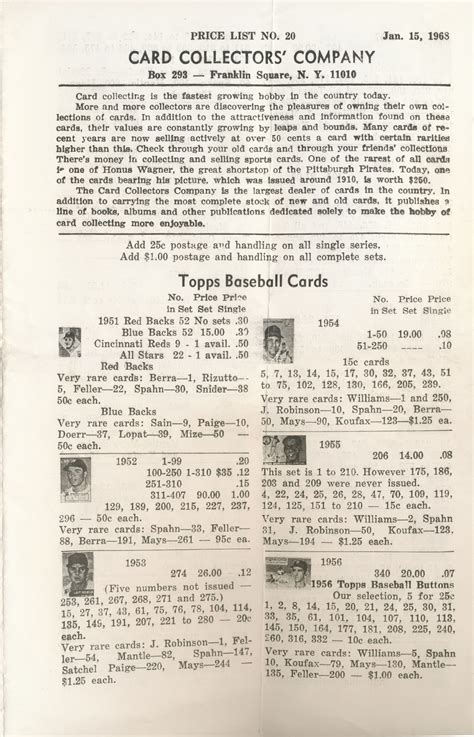 PRICE LIST NO. 20 Jan. 15, 1968
CARD COLLECTORS' COMPANY
Box 293 — Franklin Square, N. Y. 11010
Card collecting is the fastest growing hobby in the country today.
More and more collectors are discovering the pleasures of owning their own col-
lections of cards. In addition to the attractiveness and information found on these
cards, their values are constantly growing by leaps and bounds. Many cards of re-
cent years are now selling actively at over 50 cents a card with certain rarities
higher than this. Check through your old cards and through your friends' collections.
There's money in collecting and selling sports cards. One of the rarest of all cards
is one of Honus Wagner, the great shortstop of the Pittsburgh Pirates. Today, one
of the cards bearing his picture, which was issued around 1910, is worth $250.
The Card Collectors Company is the largest dealer of cards in the country. In
addition to carrying the most complete stock of new and old cards, it publishes a
line of books, albums and other publications dedicated solely to make the hobby of
card collecting more enjoyable.
Add 25c postage and handling on all single series.
Add $1.00 postage and handling on all complete sets.
Topps Baseball Cards
No. Price Price
in Set Set Single
1951 Red Backs 52 No sets .30
Blue Backs 52 15.00 .30
Cincinnati Reds 9 - 1 avail. .50
All Stars 22 - 1 avail. .50
Red Backs
Very rare cards: Berra—1, Rizzuto—
5, Feller—22, Spahn—30, Snider—38
50c each.
Blue Backs
Very rare cards: Sain—9, Paige—10,
Doerr—37, Lopat—39, Mize—50 —
50c each.
1952 1-99 .20
100-250 1-310 $35 .12
251-310 .15
311-407 90.00 1.00
129, 189, 200, 215, 227, 237,
296 — 50c each.
Very rare cards: Spahn—33, Feller—
88, Berra—191, Mays—261 — 95c ea.
1953
274 26.00 .12
(Five numbers not issued —
253, 261, 267, 268, 271 and 275.)
15, 27, 37, 43, 61, 75, 76, 78, 104, 114,
135, 149, 191, 207, 221 to 280 — 20c
each.
Very rare cards: J. Robinson—1, Fel-
ler—54, Mantle—82, Spahn—147,
Satchel Paige—220, Mays—244 —
$1.25 each.
No. Price Price
in Set Set Single
1954
1-50 19.00 .08
51-250 ---- .10
15c cards
5, 7, 13, 14, 15, 17, 30, 32, 37, 43, 51
to 75, 102, 128, 130, 166, 205, 239.
Very rare cards: Williams—1 and 250,
J. Robinson—10, Spahn—20, Berra—
50, Mays—90, Koufax—123—$1.25 ea.
1955
206 14.00 .08
This set is 1 to 210. However 175, 186,
203 and 209 were never issued.
4, 22, 24, 25, 26, 28, 47, 109, 114, 119,
124, 125, 151 to 210 — 15c each.
Very rare cards: Williams—2, Spahn
31, J. Robinson—50, Koufax—123,
Mays—194 — $1.25 each.
1956
340 20.00 .07
1956 Topps Baseball Buttons
Our selection, 5 for 25c
1, 2, 8, 14, 15, 20, 21, 24, 25, 30, 31,
33, 35, 61, 101, 104, 107, 110, 113,
145, 150, 164, 177, 181, 208, 225, 240,
260, 316, 332 — 10c each.
Very rare cards: Williams—5, Spahn
10, Koufax—79, Mays—130, Mantle—
135, Feller—200 — $1.00 each.